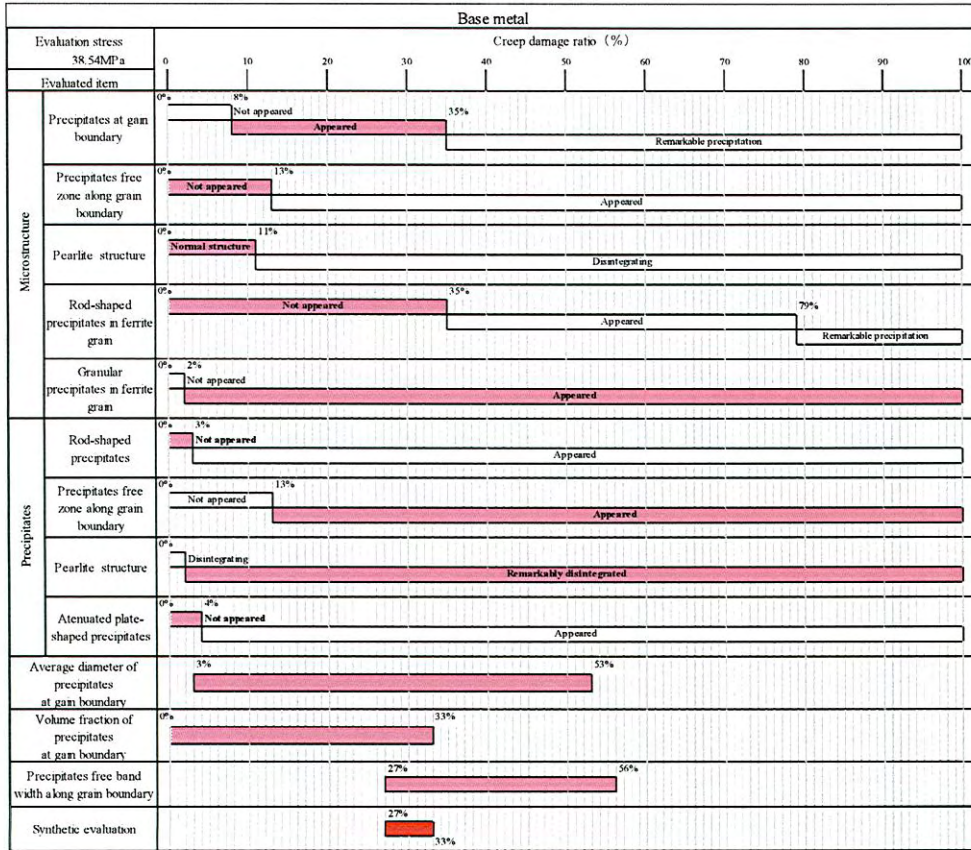 Base metal
Evaluation stress
38.54MPa
Creep damage ratio (%)
0 10 20 30 40 50 60 70 80 90 100
Evaluated item
Microstructure
Precipitates at gain
boundary
0% 8% 35%
Not appeared
Appeared
Remarkable precipitation
Precipitates free
zone along grain
boundary
0% 13%
Not appeared
Appeared
Pearlite structure
0% 11%
Normal structure
Disintegrating
Rod-shaped
precipitates in ferrite
grain
0% 35% 79%
Not appeared
Appeared
Remarkable precipitation
Granular
precipitates in ferrite
grain
0% 2%
Not appeared
Appeared
Precipitates
Rod-shaped
precipitates
0% 3%
Not appeared
Appeared
Precipitates free
zone along grain
boundary
0% 13%
Not appeared
Appeared
Pearlite structure
0%
Disintegrating
Remarkably disintegrated
Atenuated plate-
shaped precipitates
0% 4%
Not appeared
Appeared
Average diameter of
precipitates
at gain boundary
3% 53%
Volume fraction of
precipitates
at gain boundary
0% 33%
Precipitates free band
width along grain boundary
27% 56%
Synthetic evaluation
27%
33%